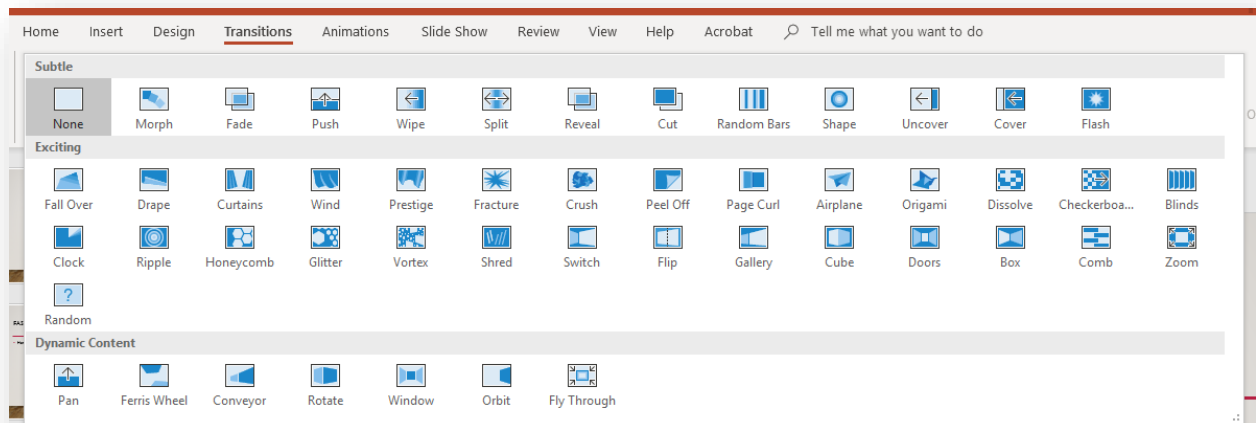 Home Insert Design Transitions Animations Slide Show Review View Help Acrobat Tell me what you want to do
Subtle
None Morph Fade Push Wipe Split Reveal Cut Random Bars Shape Uncover Cover Flash
Exciting
Fall Over Drape Curtains Wind Prestige Fracture Crush Peel Off Page Curl Airplane Origami Dissolve Checkerboa... Blinds
Clock Ripple Honeycomb Glitter Vortex Shred Switch Flip Gallery Cube Doors Box Comb Zoom
?
Random
Dynamic Content
Pan Ferris Wheel Conveyor Rotate Window Orbit Fly Through